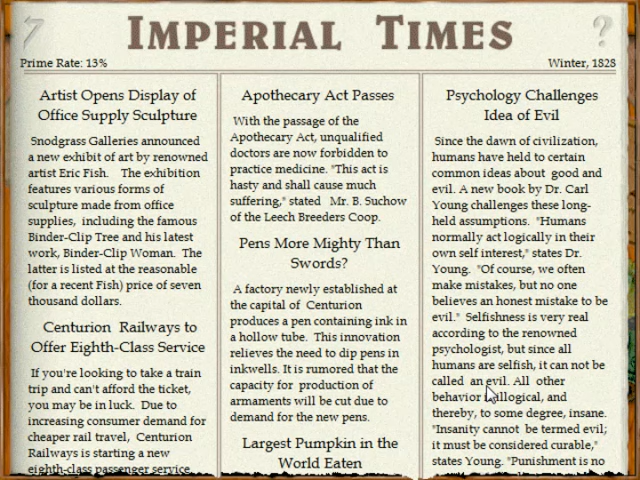 7
IMPERIAL TIMES
?
Prime Rate: 13%
Winter, 1828
Artist Opens Display of
Office Supply Sculpture
Snodgrass Galleries announced
a new exhibit of art by renowned
artist Eric Fish. The exhibition
features various forms of
sculpture made from office
supplies, including the famous
Binder-Clip Tree and his latest
work, Binder-Clip Woman. The
latter is listed at the reasonable
(for a recent Fish) price of seven
thousand dollars.
Centurion Railways to
Offer Eighth-Class Service
If you're looking to take a train
trip and can't afford the ticket,
you may be in luck. Due to
increasing consumer demand for
cheaper rail travel, Centurion
Railways is starting a new
eighth-class passenger service.
Apothecary Act Passes
With the passage of the
Apothecary Act, unqualified
doctors are now forbidden to
practice medicine. "This act is
hasty and shall cause much
suffering," stated Mr. B. Suchow
of the Leech Breeders Coop.
Pens More Mighty Than
Swords?
A factory newly established at
the capital of Centurion
produces a pen containing ink in
a hollow tube. This innovation
relieves the need to dip pens in
inkwells. It is rumored that the
capacity for production of
armaments will be cut due to
demand for the new pens.
Largest Pumpkin in the
World Eaten
Psychology Challenges
Idea of Evil
Since the dawn of civilization,
humans have held to certain
common ideas about good and
evil. A new book by Dr. Carl
Young challenges these long-
held assumptions. "Humans
normally act logically in their
own self interest," states Dr.
Young. "Of course, we often
make mistakes, but no one
believes an honest mistake to be
evil." Selfishness is very real
according to the renowned
psychologist, but since all
humans are selfish, it can not be
called an evil. All other
behavior is illogical, and
thereby, to some degree, insane.
"Insanity cannot be termed evil;
it must be considered curable,"
states Young. "Punishment is no